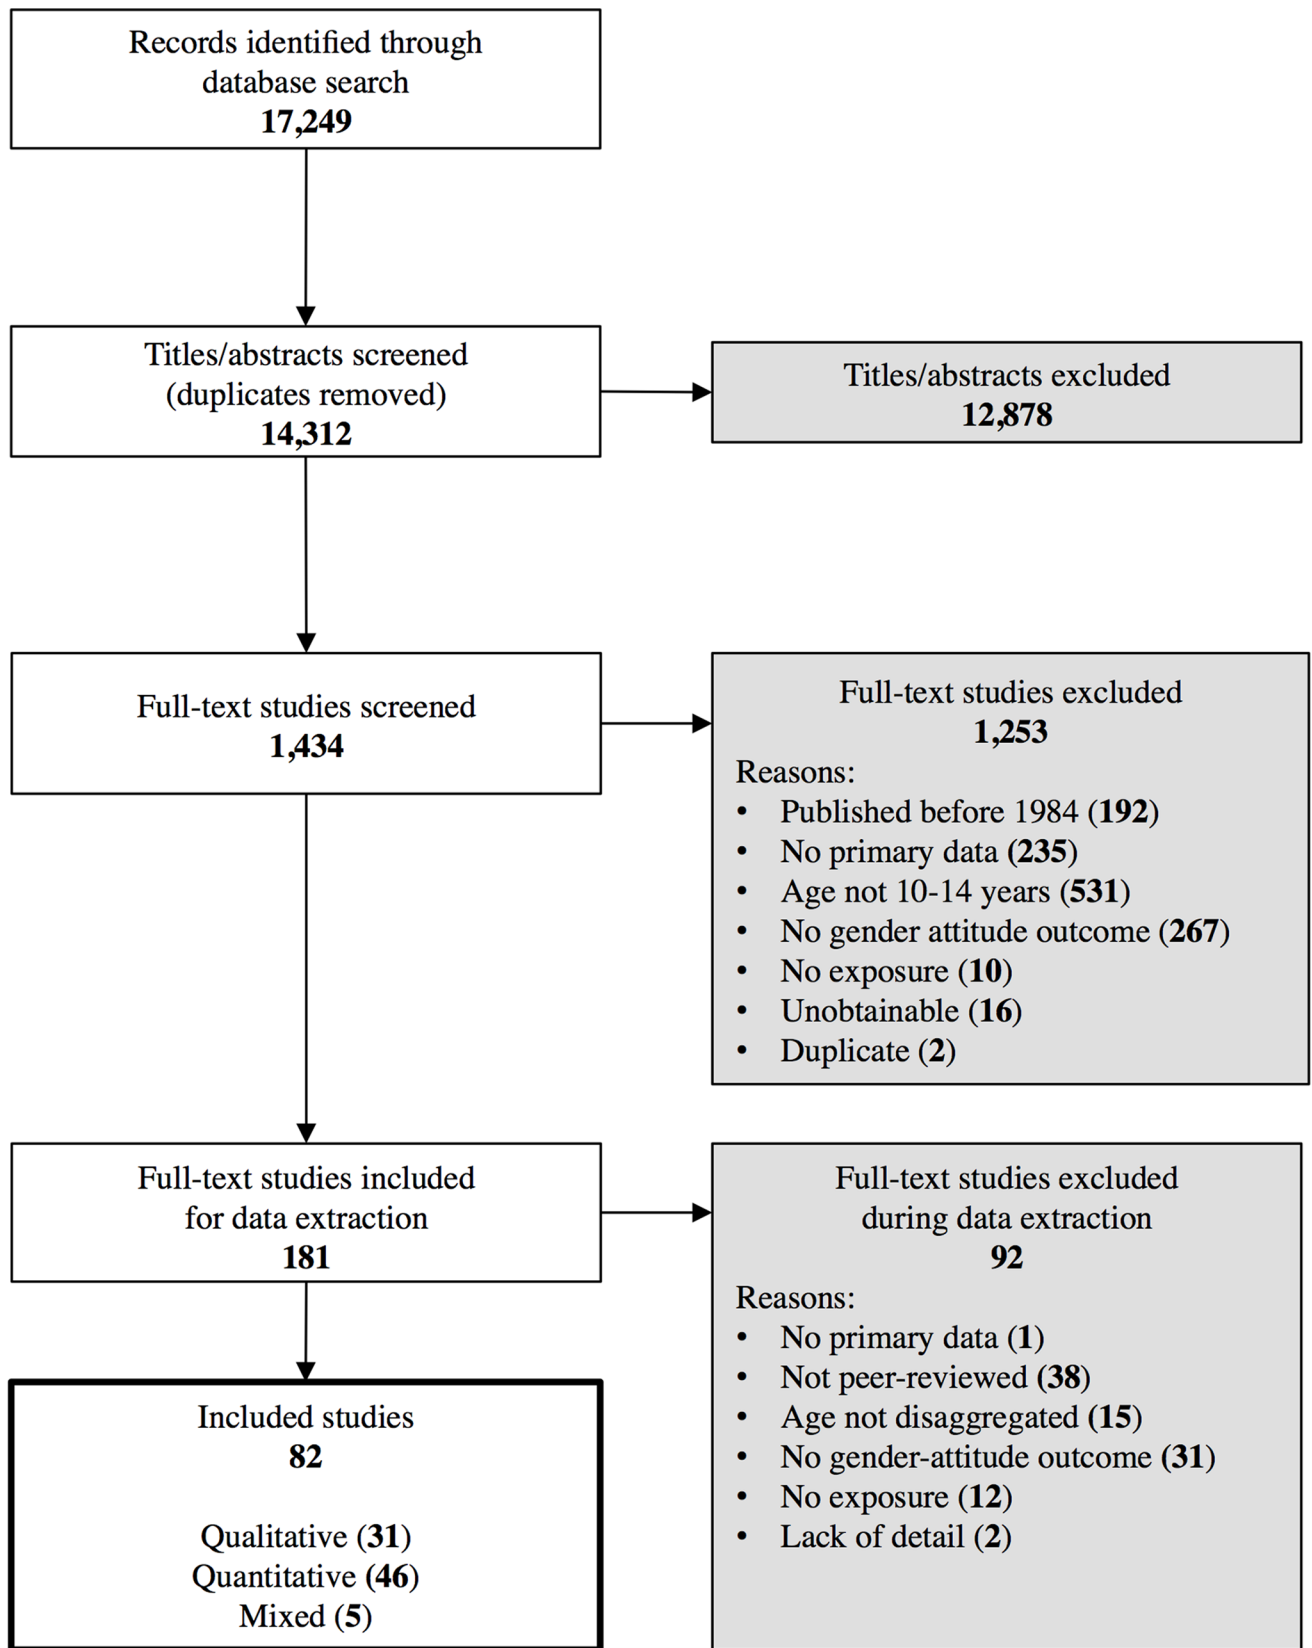 Records identified through
database search
17,249
Titles/abstracts screened
(duplicates removed)
14,312
Titles/abstracts excluded
12,878
Full-text studies screened
1,434
Full-text studies excluded
1,253
Reasons:
• Published before 1984 (192)
• No primary data (235)
• Age not 10-14 years (531)
• No gender attitude outcome (267)
• No exposure (10)
• Unobtainable (16)
• Duplicate (2)
Full-text studies included
for data extraction
181
Full-text studies excluded
during data extraction
92
Reasons:
• No primary data (1)
• Not peer-reviewed (38)
• Age not disaggregated (15)
• No gender-attitude outcome (31)
• No exposure (12)
• Lack of detail (2)
Included studies
82
Qualitative (31)
Quantitative (46)
Mixed (5)